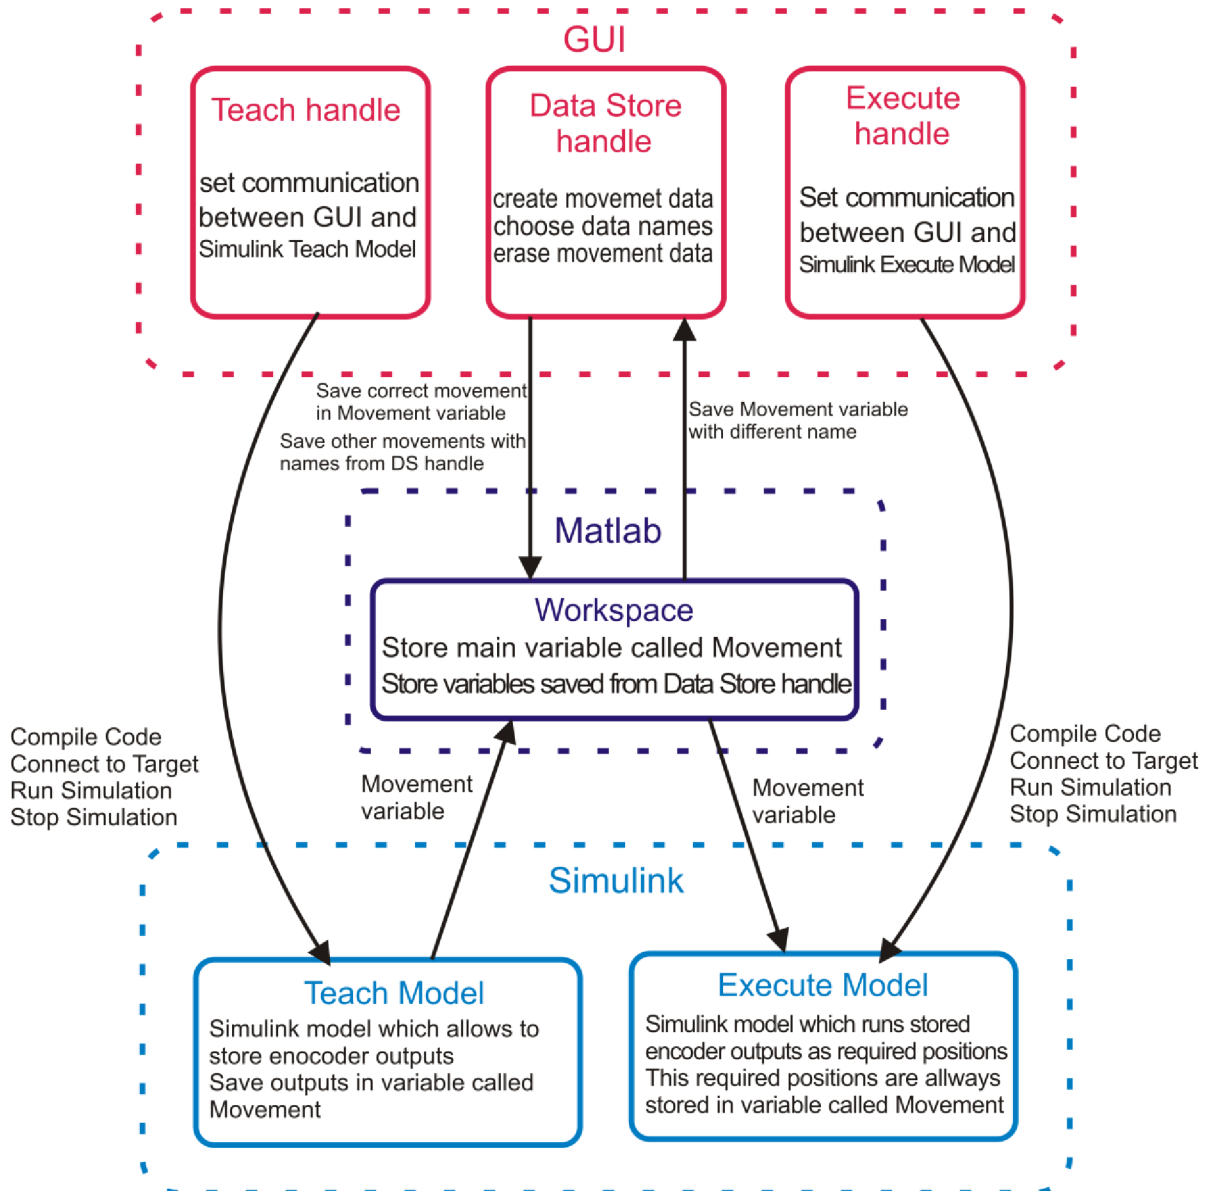 GUI
Teach handle
set communication
between GUI and
Simulink Teach Model
Data Store
handle
create movemet data
choose data names
erase movement data
Execute
handle
Set communication
between GUI and
Simulink Execute Model
Save correct movement
in Movement variable
Save other movements with
names from DS handle
Save Movement variable
with different name
Matlab
Workspace
Store main variable called Movement
Store variables saved from Data Store handle
Compile Code
Connect to Target
Run Simulation
Stop Simulation
Movement
variable
Movement
variable
Compile Code
Connect to Target
Run Simulation
Stop Simulation
Simulink
Teach Model
Simulink model which allows to
store enocoder outputs
Save outputs in variable called
Movement
Execute Model
Simulink model which runs stored
encoder outputs as required positions
This required positions are allways
stored in variable called Movement